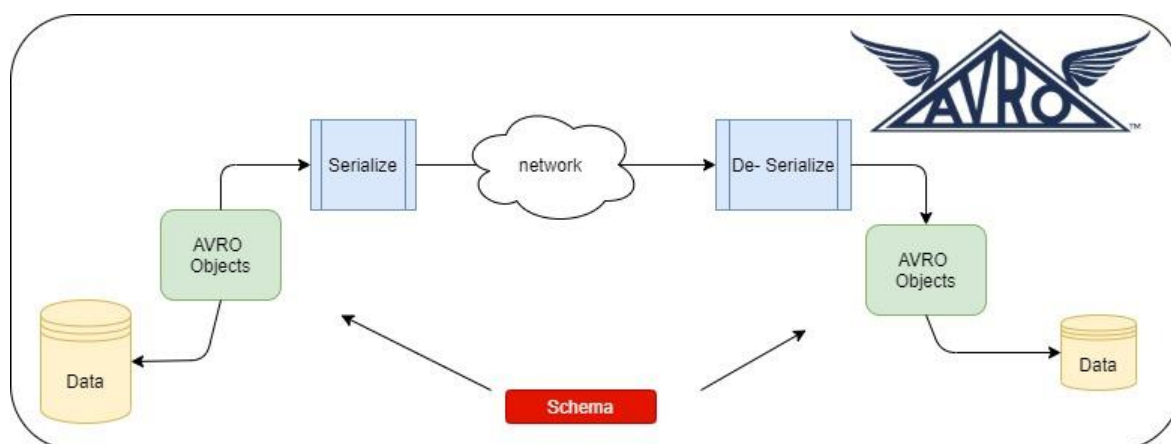 AVRO
™
Serialize
network
De- Serialize
AVRO
Objects
AVRO
Objects
Data
Data
Schema